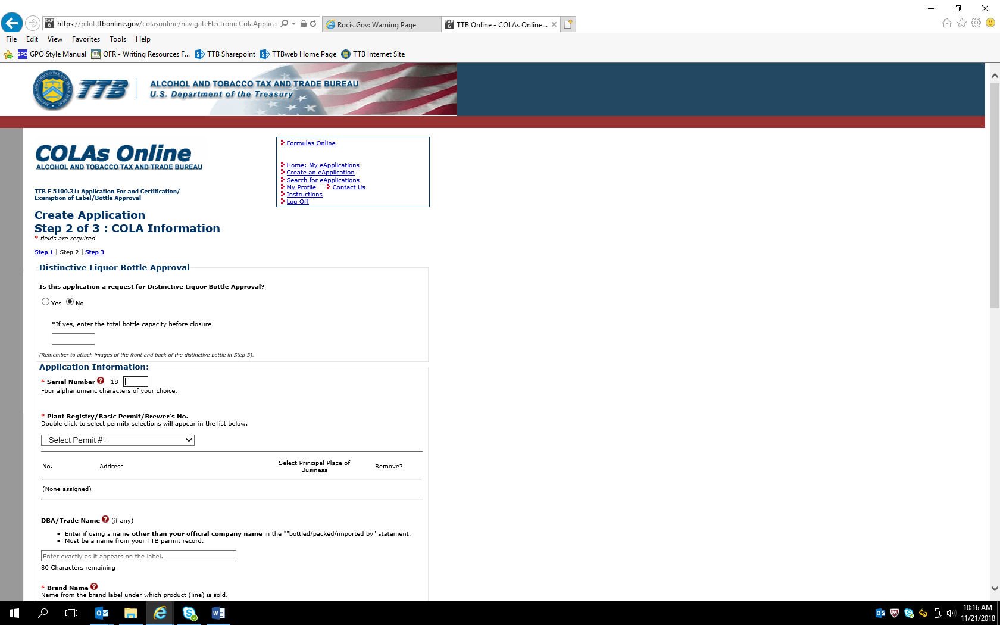 https://pilot.ttbonline.gov/colasonline/navigateElectronicColaApplica
Rocis.Gov: Warning Page
TTB Online - COLAs Online...
File Edit View Favorites Tools Help
GPO Style Manual OFR - Writing Resources F... TTB Sharepoint TTBweb Home Page TTB Internet Site
TTB
ALCOHOL AND TOBACCO TAX AND TRADE BUREAU
U.S. Department of the Treasury
COLAs Online
ALCOHOL AND TOBACCO TAX AND TRADE BUREAU
Formulas Online
Home: My eApplications
Create an eApplication
Search for eApplications
My Profile Contact Us
Instructions
Log Off
TTB F 5100.31: Application For and Certification/
Exemption of Label/Bottle Approval
Create Application
Step 2 of 3 : COLA Information
* fields are required
Step 1 | Step 2 | Step 3
Distinctive Liquor Bottle Approval
Is this application a request for Distinctive Liquor Bottle Approval?
Yes No
*If yes, enter the total bottle capacity before closure
(Remember to attach images of the front and back of the distinctive bottle in Step 3).
Application Information:
* Serial Number ? 18-
Four alphanumeric characters of your choice.
* Plant Registry/Basic Permit/Brewer's No.
Double click to select permit; selections will appear in the list below.
--Select Permit #--
No. Address Select Principal Place of Business Remove?
(None assigned)
DBA/Trade Name ? (if any)
• Enter if using a name other than your official company name in the ""bottled/packed/imported by" statement.
• Must be a name from your TTB permit record.
Enter exactly as it appears on the label.
80 Characters remaining
* Brand Name ?
Name from the brand label under which product (line) is sold.
10:16 AM
11/21/2018